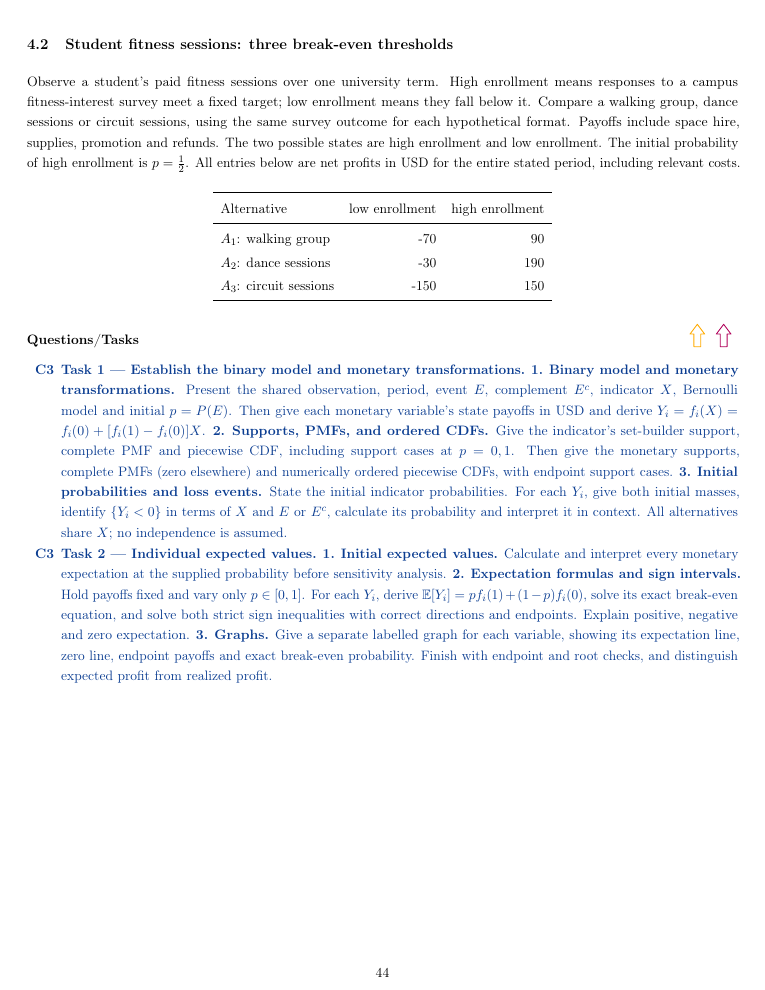 4.2 Student fitness sessions: three break-even thresholds
Observe a student's paid fitness sessions over one university term. High enrollment means responses to a campus
fitness-interest survey meet a fixed target; low enrollment means they fall below it. Compare a walking group, dance
sessions or circuit sessions, using the same survey outcome for each hypothetical format. Payoffs include space hire,
supplies, promotion and refunds. The two possible states are high enrollment and low enrollment. The initial probability
of high enrollment is p = 1/2. All entries below are net profits in USD for the entire stated period, including relevant costs.
Alternative low enrollment high enrollment
A₁: walking group -70 90
A₂: dance sessions -30 190
A₃: circuit sessions -150 150
Questions/Tasks
C3 Task 1 — Establish the binary model and monetary transformations. 1. Binary model and monetary
transformations. Present the shared observation, period, event E, complement Eᶜ, indicator X, Bernoulli
model and initial p = P(E). Then give each monetary variable's state payoffs in USD and derive Yᵢ = fᵢ(X) =
fᵢ(0) + [fᵢ(1) − fᵢ(0)]X. 2. Supports, PMFs, and ordered CDFs. Give the indicator's set-builder support,
complete PMF and piecewise CDF, including support cases at p = 0, 1. Then give the monetary supports,
complete PMFs (zero elsewhere) and numerically ordered piecewise CDFs, with endpoint support cases. 3. Initial
probabilities and loss events. State the initial indicator probabilities. For each Yᵢ, give both initial masses,
identify {Yᵢ < 0} in terms of X and E or Eᶜ, calculate its probability and interpret it in context. All alternatives
share X; no independence is assumed.
C3 Task 2 — Individual expected values. 1. Initial expected values. Calculate and interpret every monetary
expectation at the supplied probability before sensitivity analysis. 2. Expectation formulas and sign intervals.
Hold payoffs fixed and vary only p ∈ [0, 1]. For each Yᵢ, derive 𝔼[Yᵢ] = pfᵢ(1)+(1−p)fᵢ(0), solve its exact break-even
equation, and solve both strict sign inequalities with correct directions and endpoints. Explain positive, negative
and zero expectation. 3. Graphs. Give a separate labelled graph for each variable, showing its expectation line,
zero line, endpoint payoffs and exact break-even probability. Finish with endpoint and root checks, and distinguish
expected profit from realized profit.
44